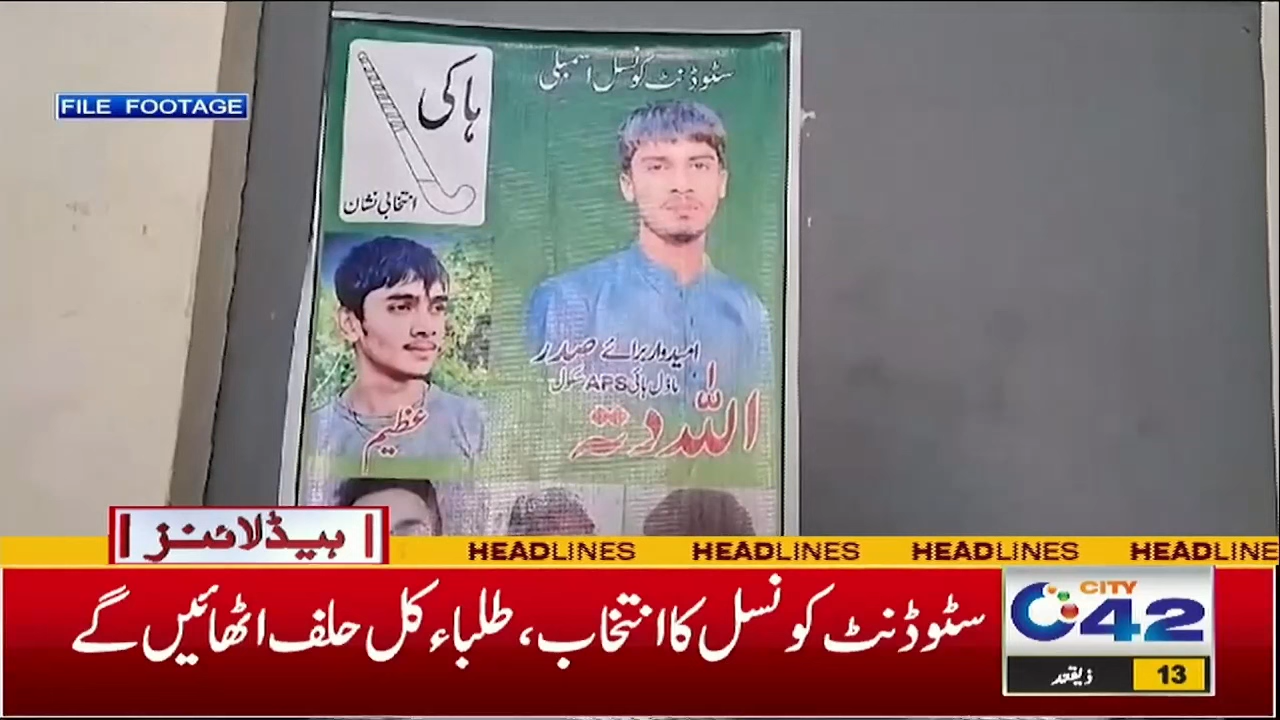 FILE FOOTAGE
ہاکی
انتخابی نشان
سٹوڈنٹ کونسل اسمبلی
امیدوار برائے صدر
ماڈل ہائی APS سکول
اللہ دتہ
عظیم
ہیڈلائنز
HEADLINES HEADLINES HEADLINES HEADLINE
سٹوڈنٹ کونسل کا انتخاب، طلباء کل حلف اٹھائیں گے
CITY
42
13 ذیقعد